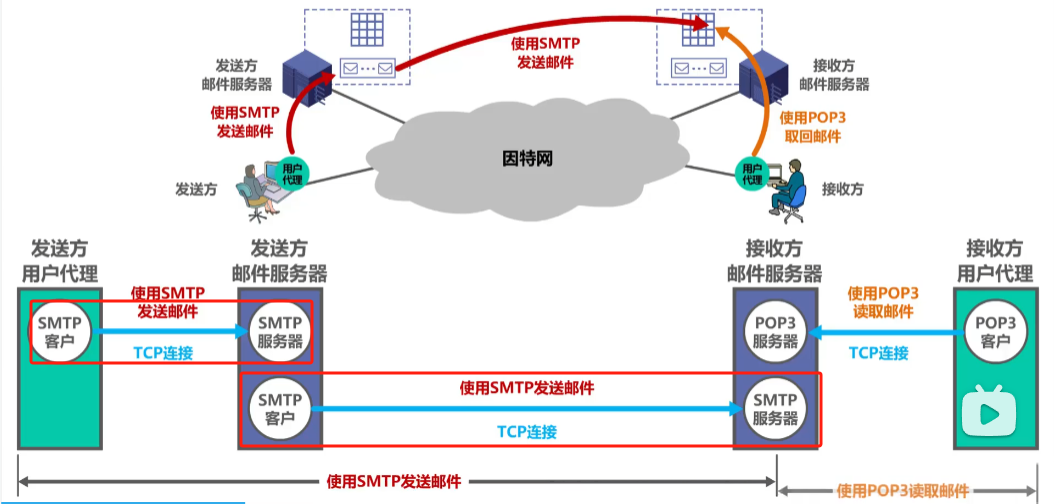 使用SMTP
发送邮件
发送方
邮件服务器
接收方
邮件服务器
使用SMTP
发送邮件
使用POP3
取回邮件
因特网
用户
代理
用户
代理
发送方
接收方
发送方
用户代理
发送方
邮件服务器
接收方
邮件服务器
接收方
用户代理
使用SMTP
发送邮件
使用POP3
读取邮件
SMTP
客户
SMTP
服务器
POP3
服务器
POP3
客户
TCP连接
TCP连接
使用SMTP发送邮件
SMTP
客户
SMTP
服务器
TCP连接
使用SMTP发送邮件
使用POP3读取邮件